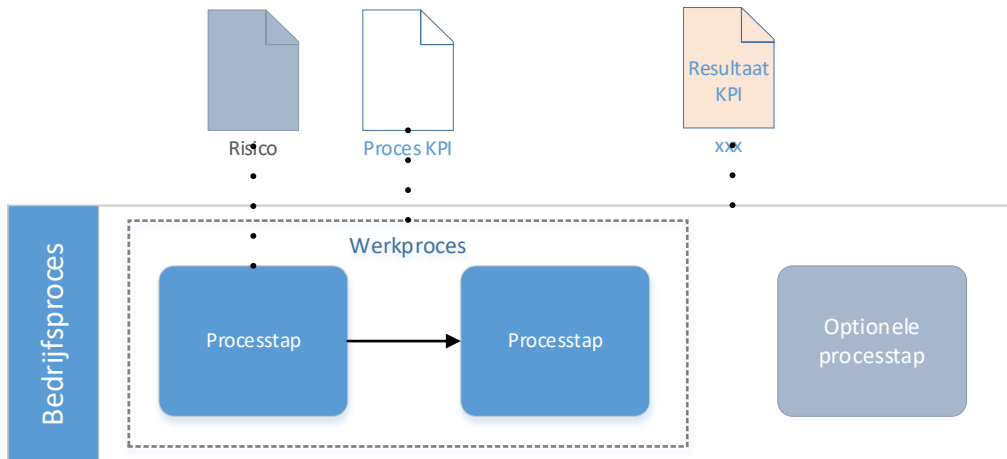 Resultaat
KPI
Risico
Proces KPI
xxx
Bedrijfsproces
Werkproces
Processtap
Processtap
Optionele
processtap